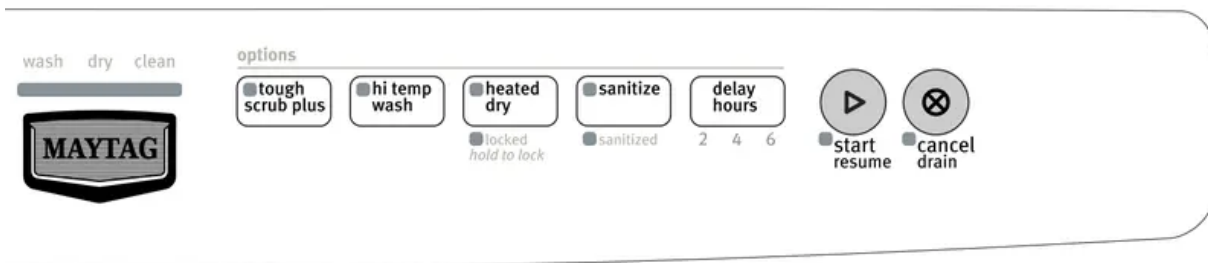 wash dry clean
MAYTAG
options
tough
scrub plus
hi temp
wash
heated
dry
locked
hold to lock
sanitize
sanitized
delay
hours
2 4 6
start
resume
cancel
drain